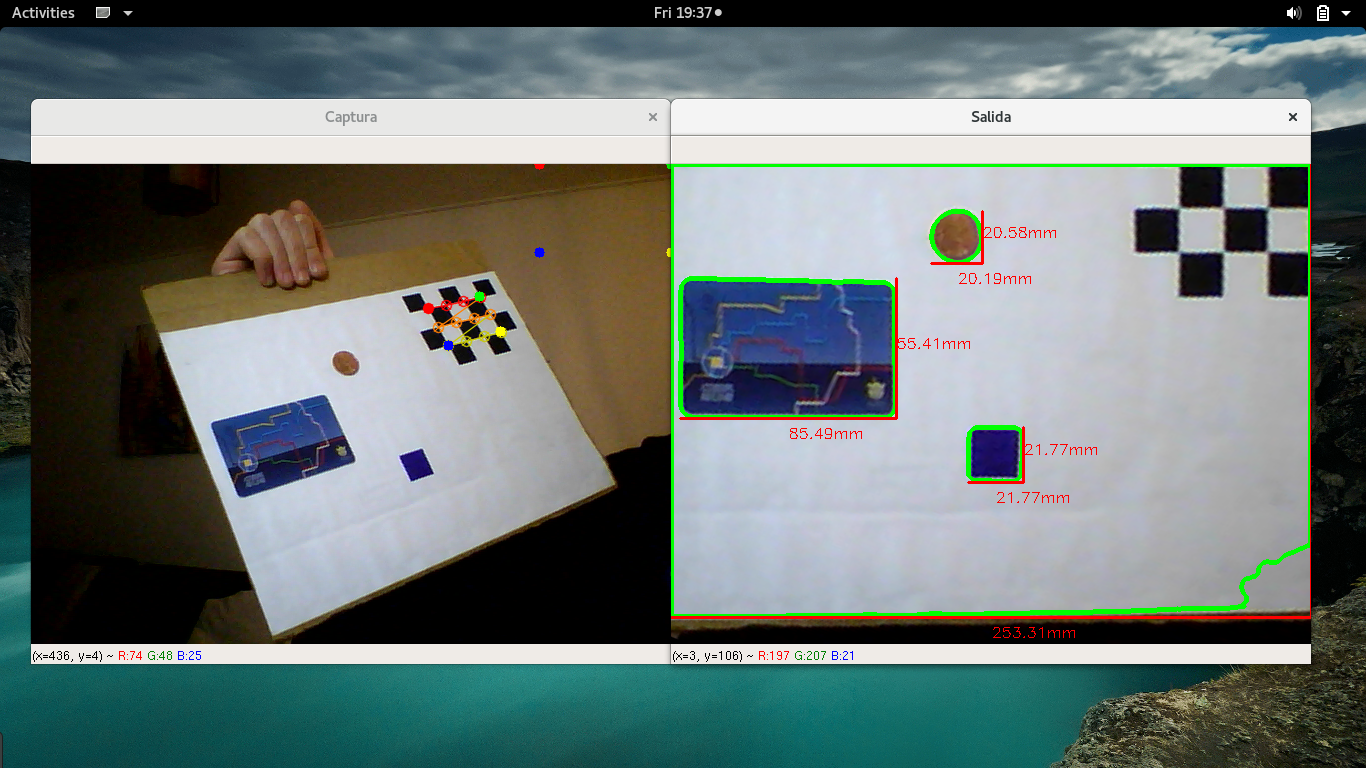 Activities
Fri 19:37
Captura
Salida
20.58mm
20.19mm
55.41mm
85.49mm
21.77mm
21.77mm
253.31mm
(x=436, y=4) ~ R:74 G:48 B:25
(x=3, y=106) ~ R:197 G:207 B:21